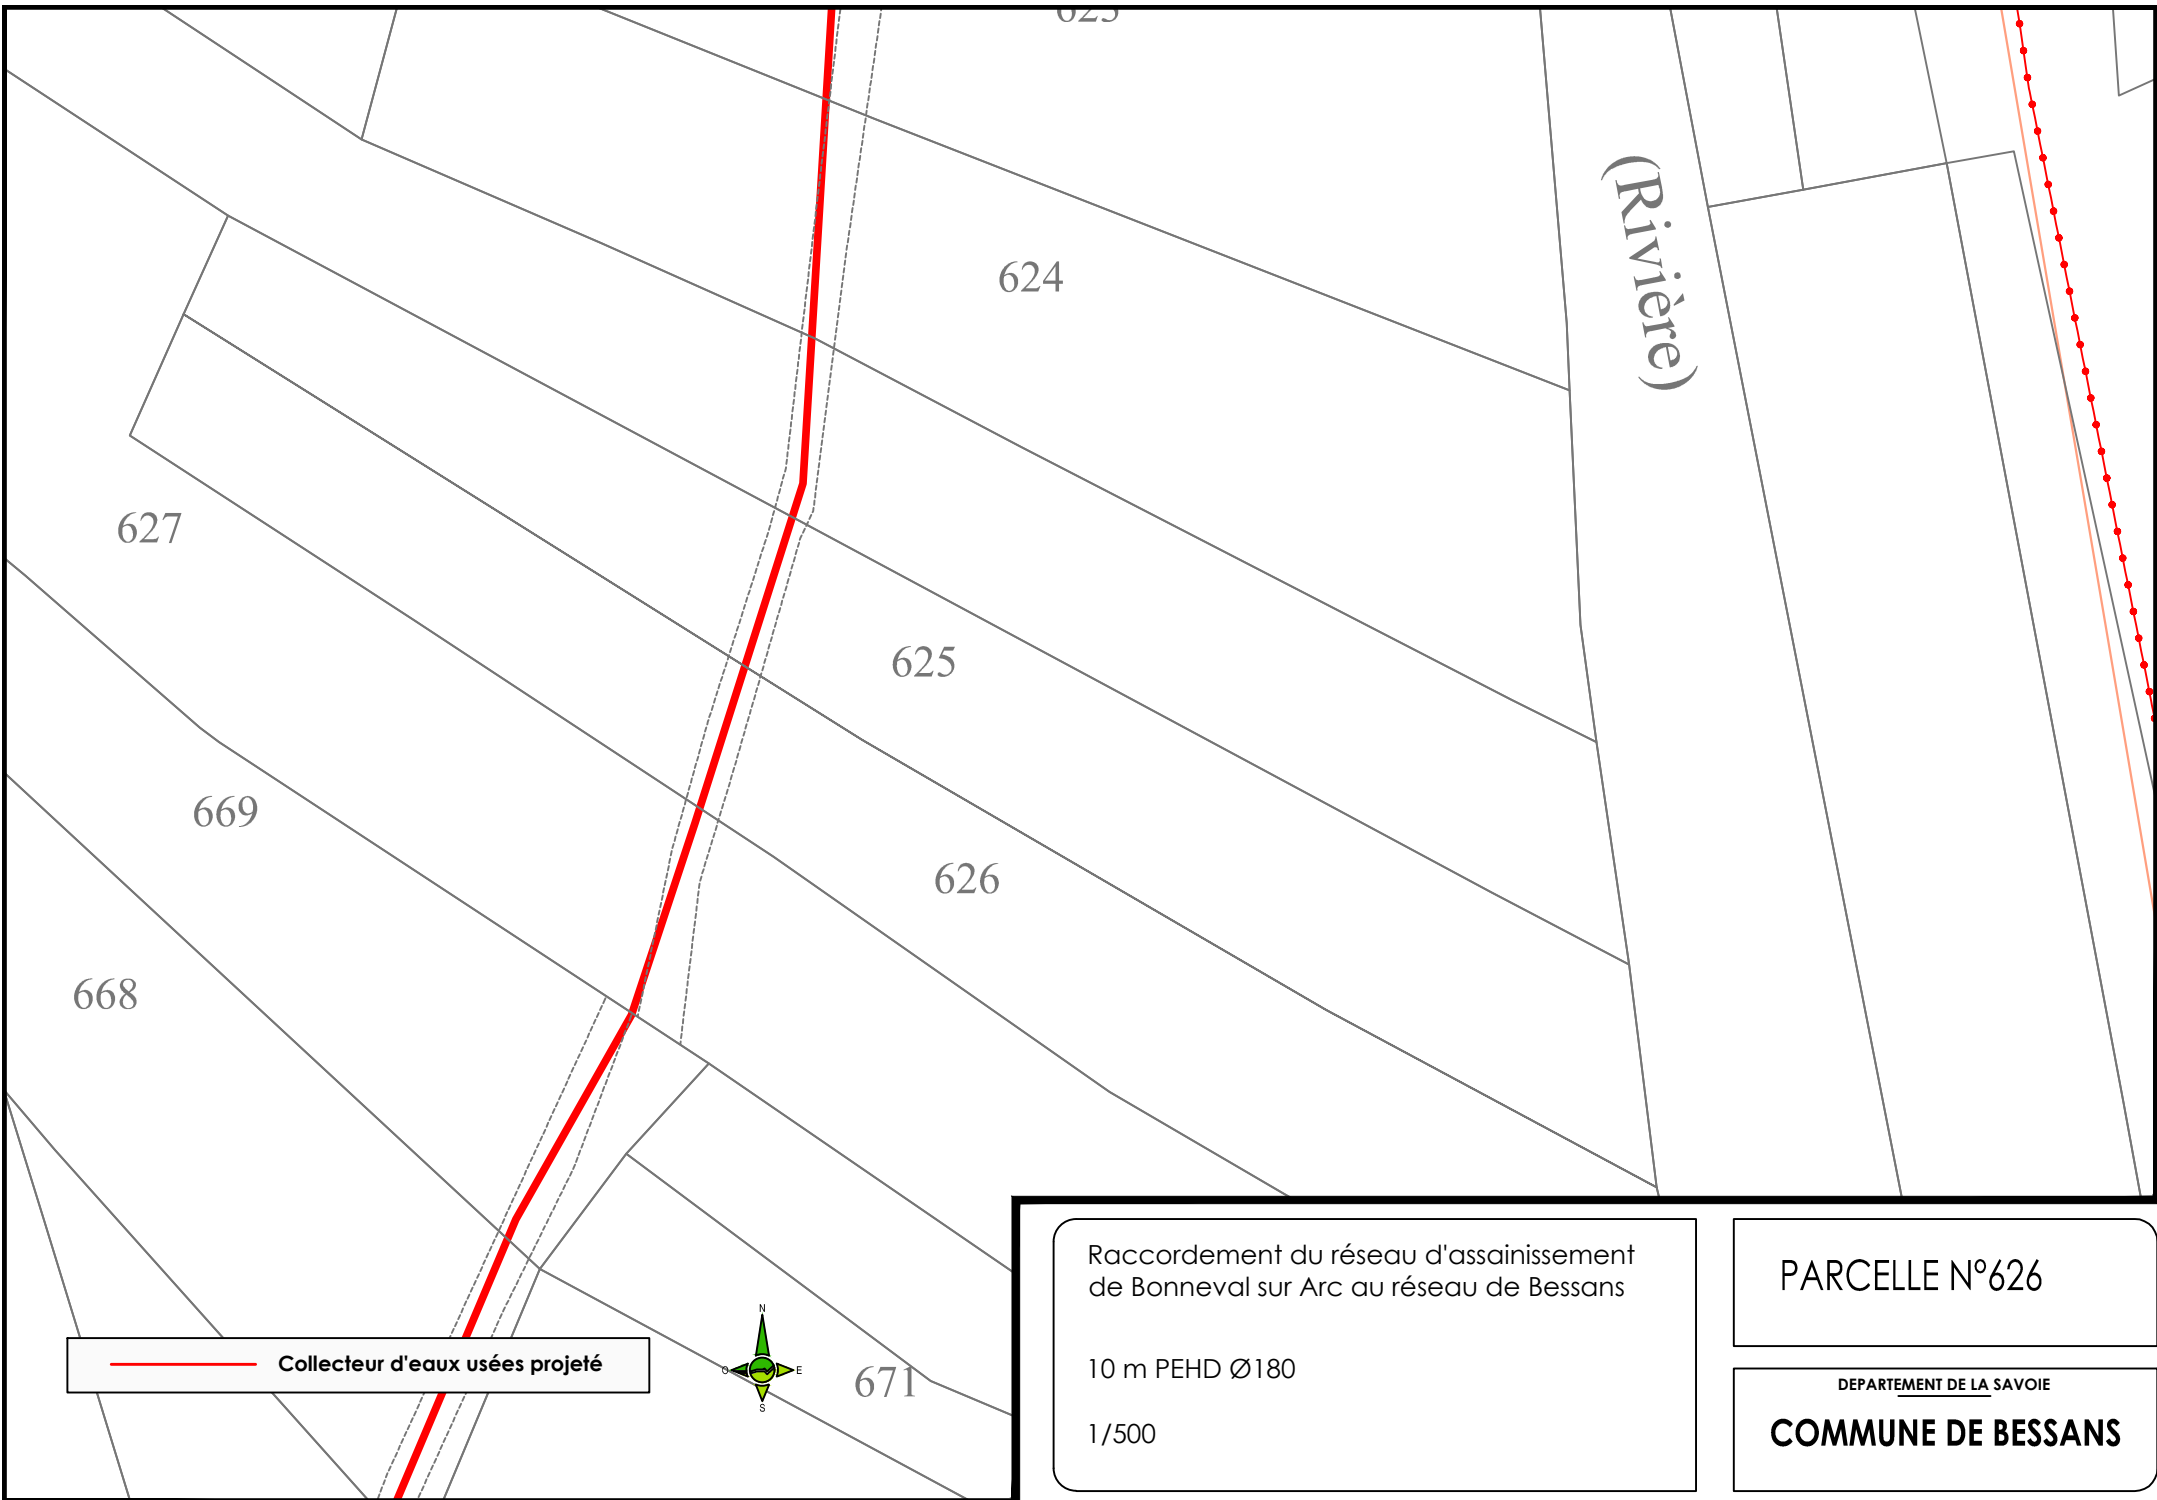 623
(Rivière)
624
627
625
669
626
668
671
Collecteur d'eaux usées projeté
N
O
E
S
Raccordement du réseau d'assainissement
de Bonneval sur Arc au réseau de Bessans
10 m PEHD Ø180
1/500
PARCELLE N°626
DEPARTEMENT DE LA SAVOIE
COMMUNE DE BESSANS